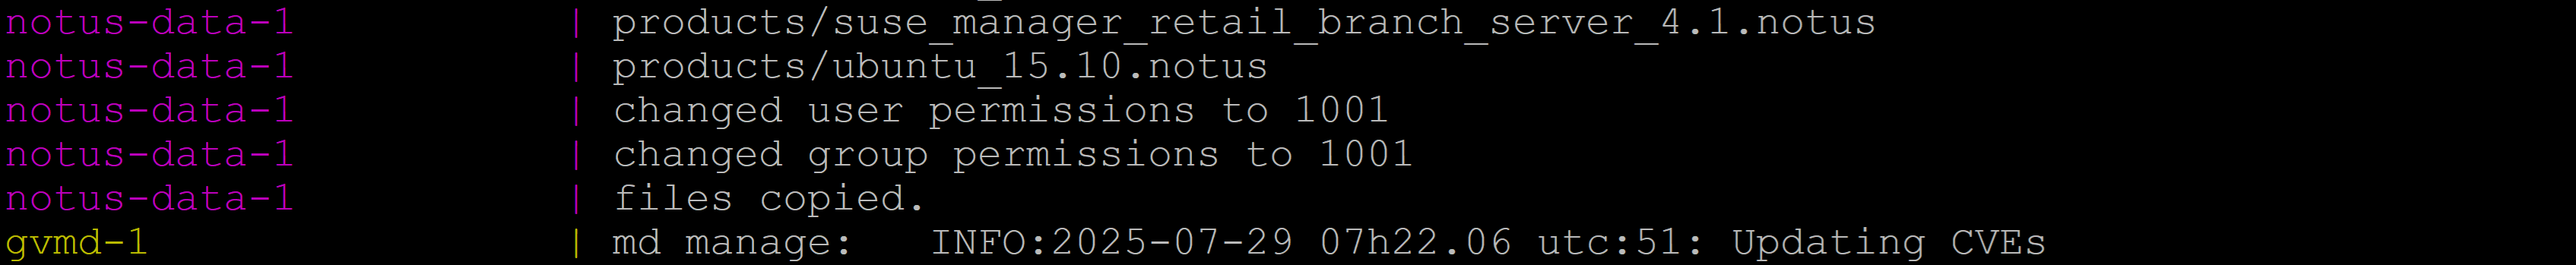 notus-data-1 | products/suse_manager_retail_branch_server_4.1.notus
notus-data-1 | products/ubuntu_15.10.notus
notus-data-1 | changed user permissions to 1001
notus-data-1 | changed group permissions to 1001
notus-data-1 | files copied.
gvmd-1 | md manage:   INFO:2025-07-29 07h22.06 utc:51: Updating CVEs